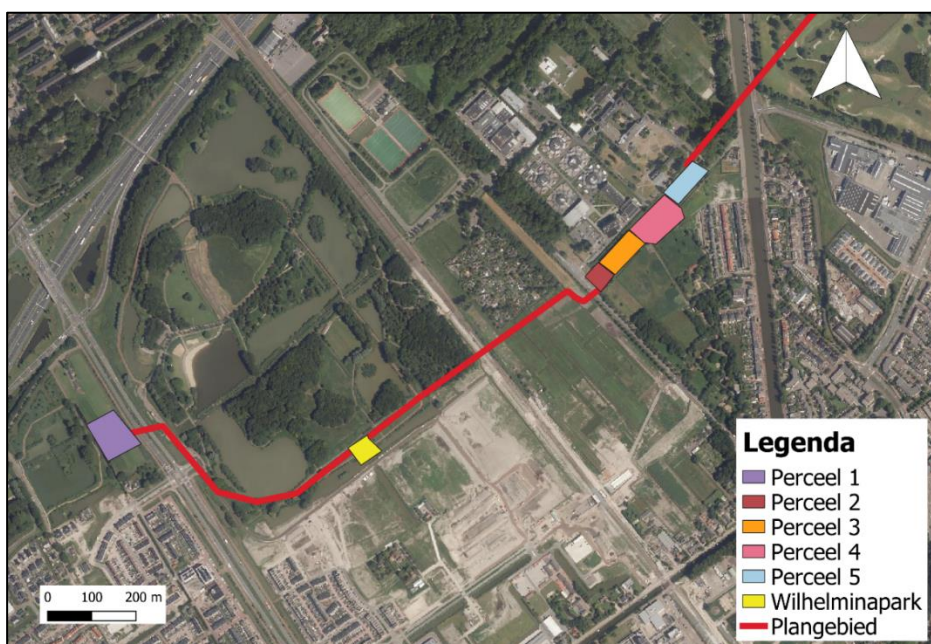 Legenda
Perceel 1
Perceel 2
Perceel 3
Perceel 4
Perceel 5
Wilhelminapark
Plangebied
0 100 200 m